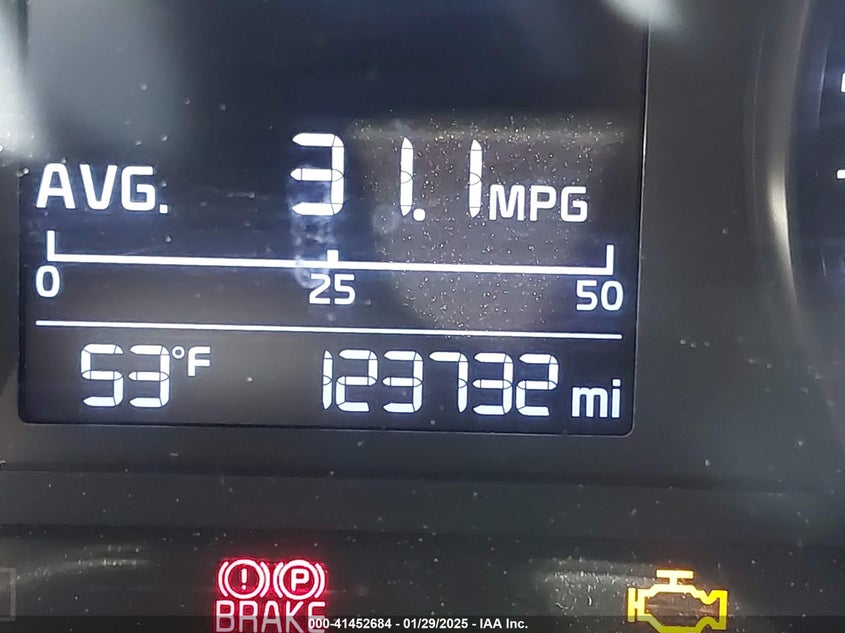 AVG. 31.1 MPG
0 25 50
53°F 123732 mi
(!) (P)
BRAKE
000-41452684 - 01/29/2025 - IAA Inc.